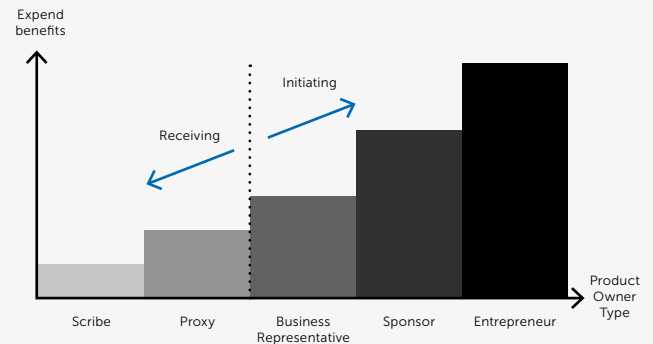 Expend
benefits
Initiating
Receiving
Product
Owner
Type
Scribe
Proxy
Business
Representative
Sponsor
Entrepreneur